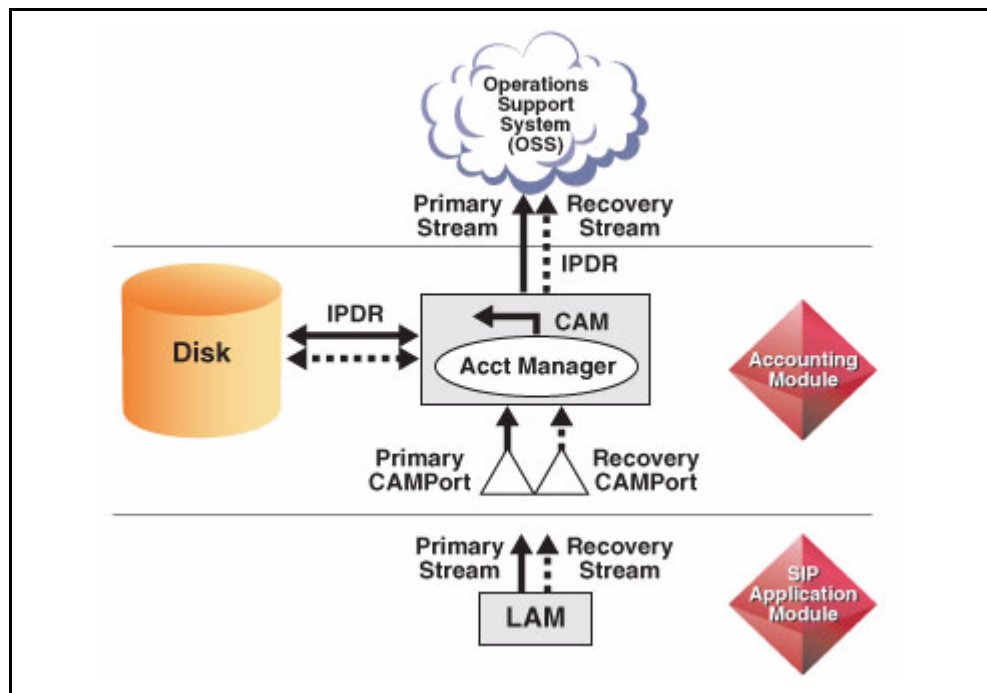 Operations
Support
System
(OSS)
Primary
Stream
Recovery
Stream
IPDR
IPDR
CAM
Disk
Acct Manager
Accounting
Module
Primary
CAMPort
Recovery
CAMPort
Primary
Stream
Recovery
Stream
SIP
Application
Module
LAM